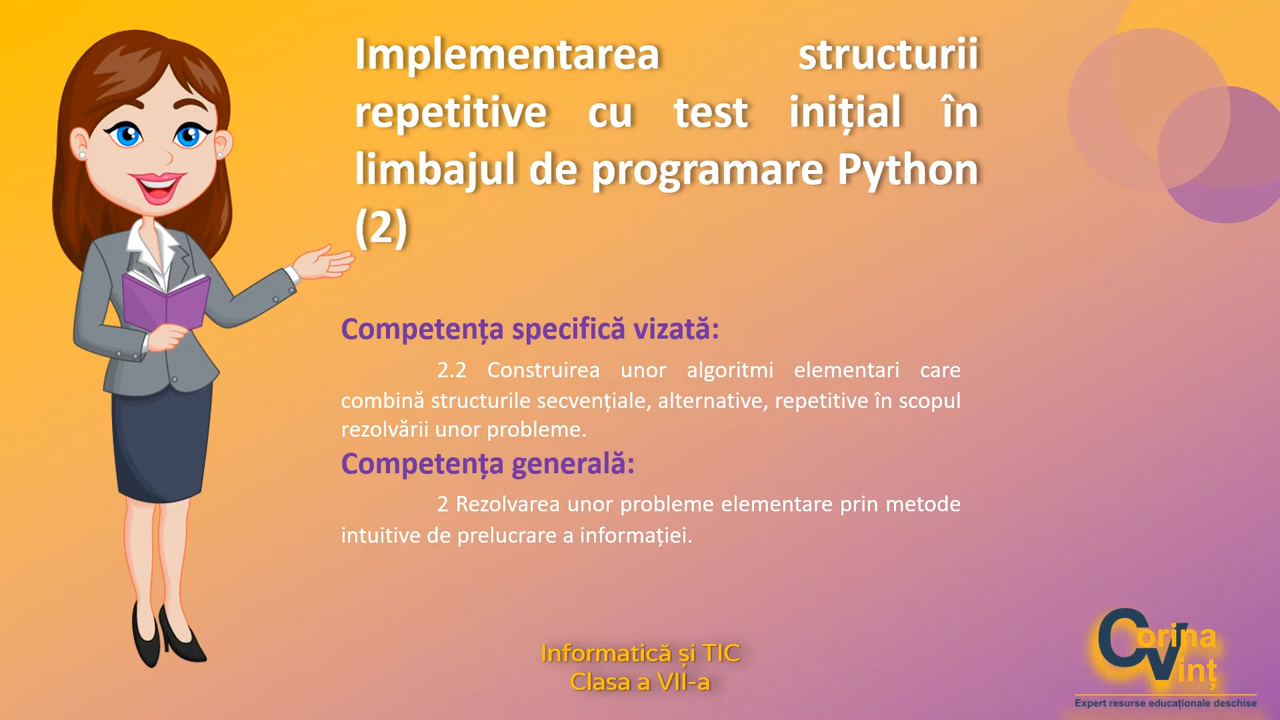 Implementarea structurii
repetitive cu test inițial în
limbajul de programare Python
(2)
Competența specifică vizată:
2.2 Construirea unor algoritmi elementari care
combină structurile secvențiale, alternative, repetitive în scopul
rezolvării unor probleme.
Competența generală:
2 Rezolvarea unor probleme elementare prin metode
intuitive de prelucrare a informației.
Informatică și TIC
Clasa a VII-a
Corina
Vinț
Expert resurse educaționale deschise